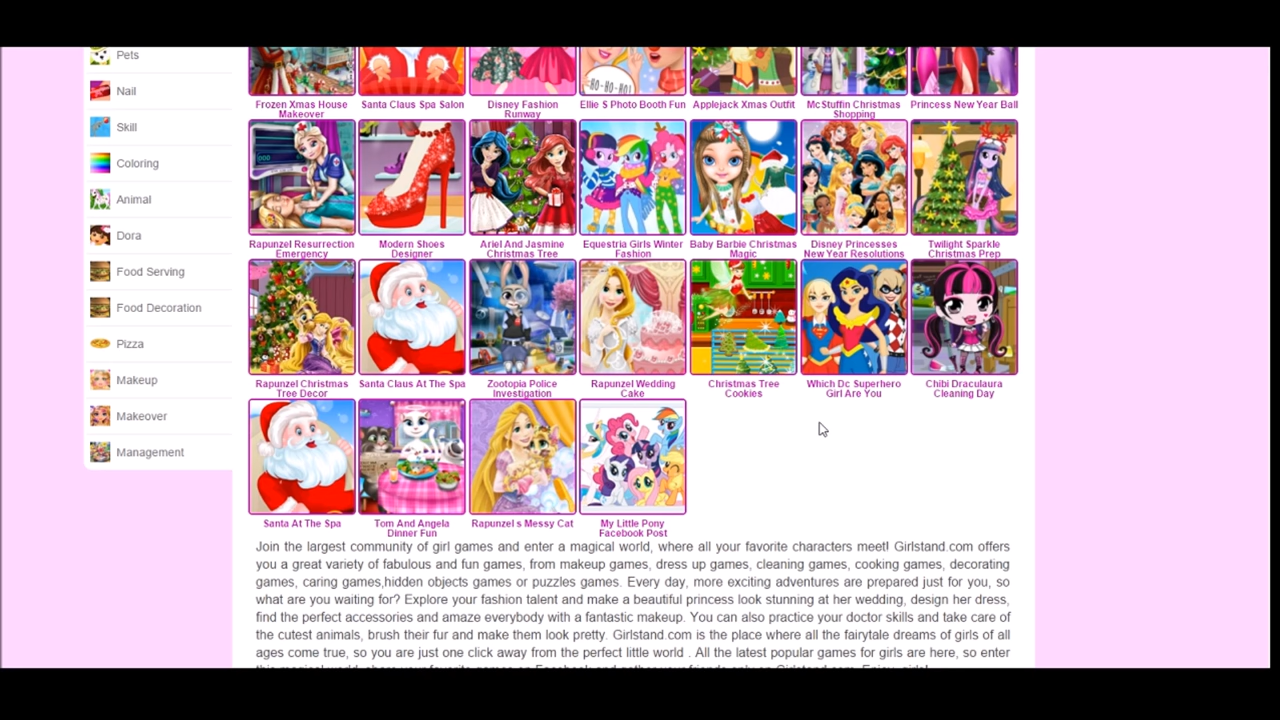 Pets
Nail
Skill
Coloring
Animal
Dora
Food Serving
Food Decoration
Pizza
Makeup
Makeover
Management
HO-HO-HO!
Frozen Xmas House
Makeover
Santa Claus Spa Salon
Disney Fashion
Runway
Ellie S Photo Booth Fun
Applejack Xmas Outfit
McStuffin Christmas
Shopping
Princess New Year Ball
Rapunzel Resurrection
Emergency
Modern Shoes
Designer
Ariel And Jasmine
Christmas Tree
Equestria Girls Winter
Fashion
Baby Barbie Christmas
Magic
Disney Princesses
New Year Resolutions
Twilight Sparkle
Christmas Prep
Rapunzel Christmas
Tree Decor
Santa Claus At The Spa
Zootopia Police
Investigation
Rapunzel Wedding
Cake
Christmas Tree
Cookies
Which Dc Superhero
Girl Are You
Chibi Draculaura
Cleaning Day
Santa At The Spa
Tom And Angela
Dinner Fun
Rapunzel s Messy Cat
My Little Pony
Facebook Post
Join the largest community of girl games and enter a magical world, where all your favorite characters meet! Girlstand.com offers
you a great variety of fabulous and fun games, from makeup games, dress up games, cleaning games, cooking games, decorating
games, caring games,hidden objects games or puzzles games. Every day, more exciting adventures are prepared just for you, so
what are you waiting for? Explore your fashion talent and make a beautiful princess look stunning at her wedding, design her dress,
find the perfect accessories and amaze everybody with a fantastic makeup. You can also practice your doctor skills and take care of
the cutest animals, brush their fur and make them look pretty. Girlstand.com is the place where all the fairytale dreams of girls of all
ages come true, so you are just one click away from the perfect little world . All the latest popular games for girls are here, so enter